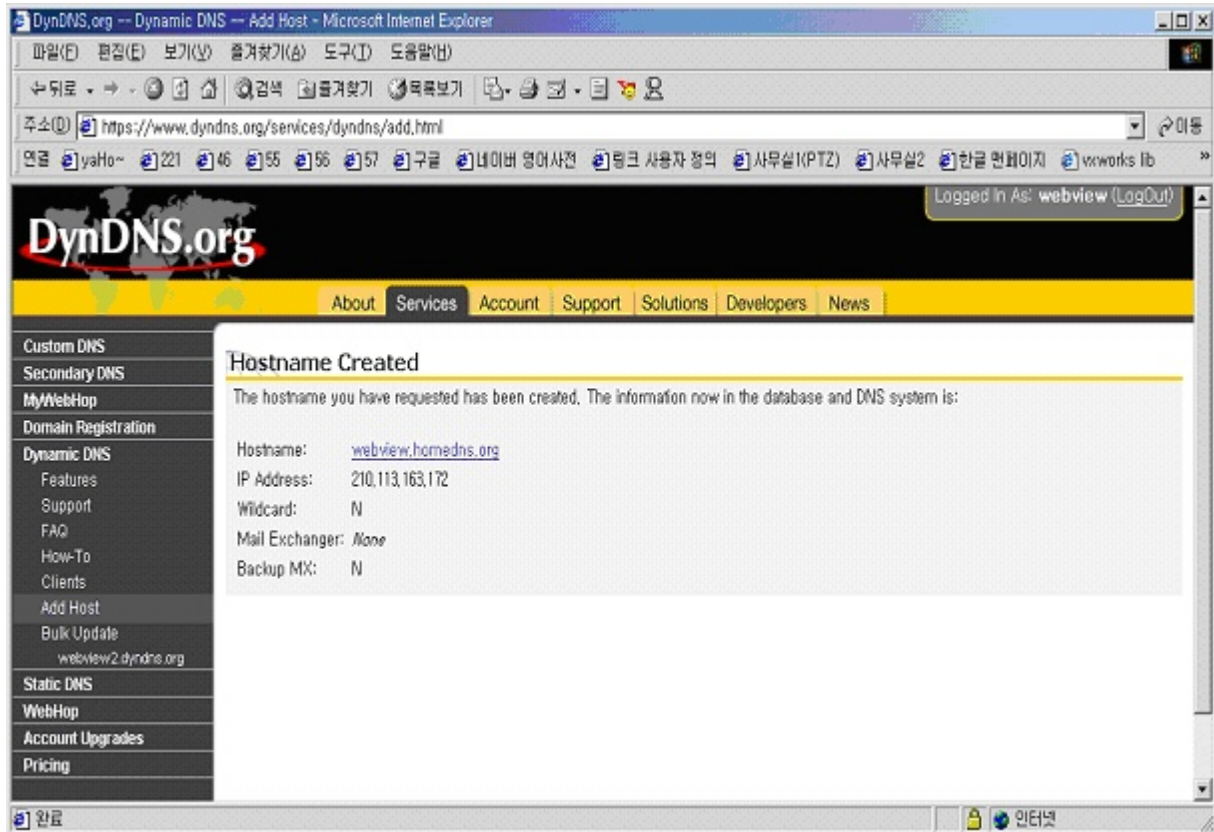 DynDNS,org -- Dynamic DNS -- Add Host - Microsoft Internet Explorer
파일(F) 편집(E) 보기(V) 즐겨찾기(A) 도구(T) 도움말(H)
뒤로 검색 즐겨찾기 목록보기
주소(D) https://www.dyndns.org/services/dyndns/add.html 이동
연결 yaHo~ 221 46 55 56 57 구글 네이버 영어사전 링크 사용자 정의 사무실1(PTZ) 사무실2 한글 맨페이지 vxworks lib »
Logged In As: webview (LogOut)
DynDNS.org
About Services Account Support Solutions Developers News
Custom DNS
Secondary DNS
MyWebHop
Domain Registration
Dynamic DNS
Features
Support
FAQ
How-To
Clients
Add Host
Bulk Update
webview2.dyndns.org
Static DNS
WebHop
Account Upgrades
Pricing
Hostname Created
The hostname you have requested has been created, The information now in the database and DNS system is:
Hostname: webview.homedns.org
IP Address: 210,113,163,172
Wildcard: N
Mail Exchanger: None
Backup MX: N
완료 인터넷